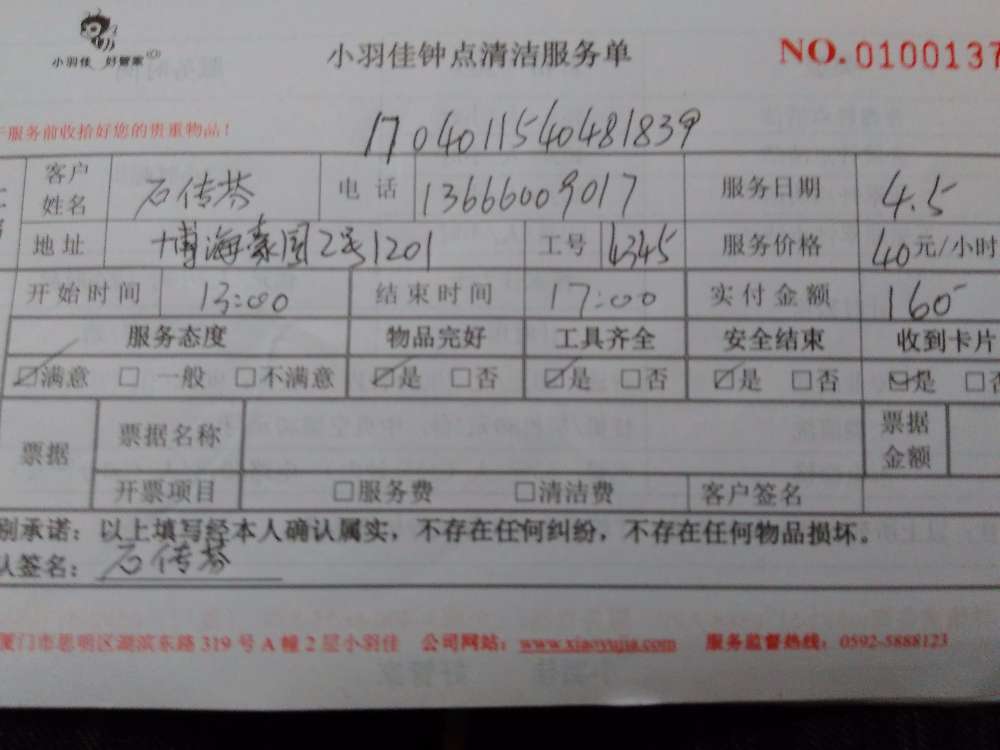 小羽佳 好管家 小羽佳钟点清洁服务单 NO.0100137
服务前收拾好您的贵重物品！
170401154048 1839
客户姓名 石传芬 电话 13666009017 服务日期 4.5
地址 博海豪园2号1201 工号 4345 服务价格 40元/小时
开始时间 13:00 结束时间 17:00 实付金额 160
服务态度 物品完好 工具齐全 安全结束 收到卡片
☑满意 □一般 □不满意 ☑是 □否 ☑是 □否 ☑是 □否 ☑是 □否
票据 票据名称 票据金额
开票项目 □服务费 □清洁费 客户签名
别承诺：以上填写经本人确认属实，不存在任何纠纷，不存在任何物品损坏。
认签名：石传芬
厦门市思明区湖滨东路319号A幢2层小羽佳 公司网站：www.xiaoyujia.com 服务监督热线：0592-5888123